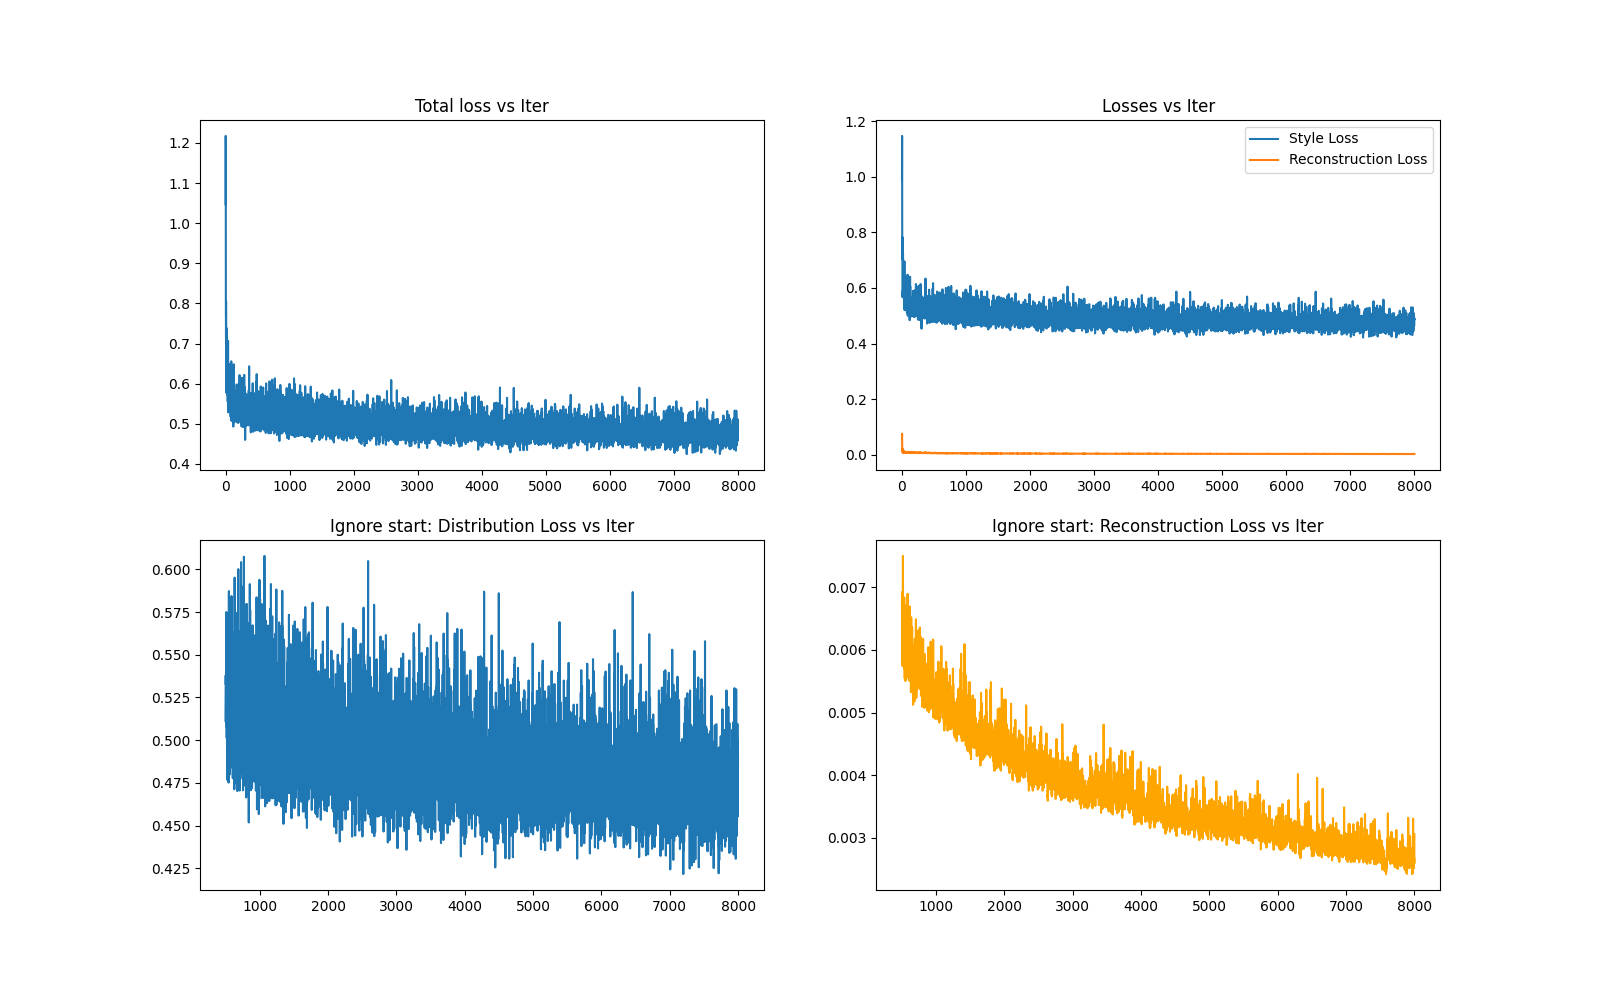 Total loss vs Iter
1.2
1.1
1.0
0.9
0.8
0.7
0.6
0.5
0.4
0 1000 2000 3000 4000 5000 6000 7000 8000
Losses vs Iter
Style Loss
Reconstruction Loss
1.2
1.0
0.8
0.6
0.4
0.2
0.0
0 1000 2000 3000 4000 5000 6000 7000 8000
Ignore start: Distribution Loss vs Iter
0.600
0.575
0.550
0.525
0.500
0.475
0.450
0.425
1000 2000 3000 4000 5000 6000 7000 8000
Ignore start: Reconstruction Loss vs Iter
0.007
0.006
0.005
0.004
0.003
1000 2000 3000 4000 5000 6000 7000 8000